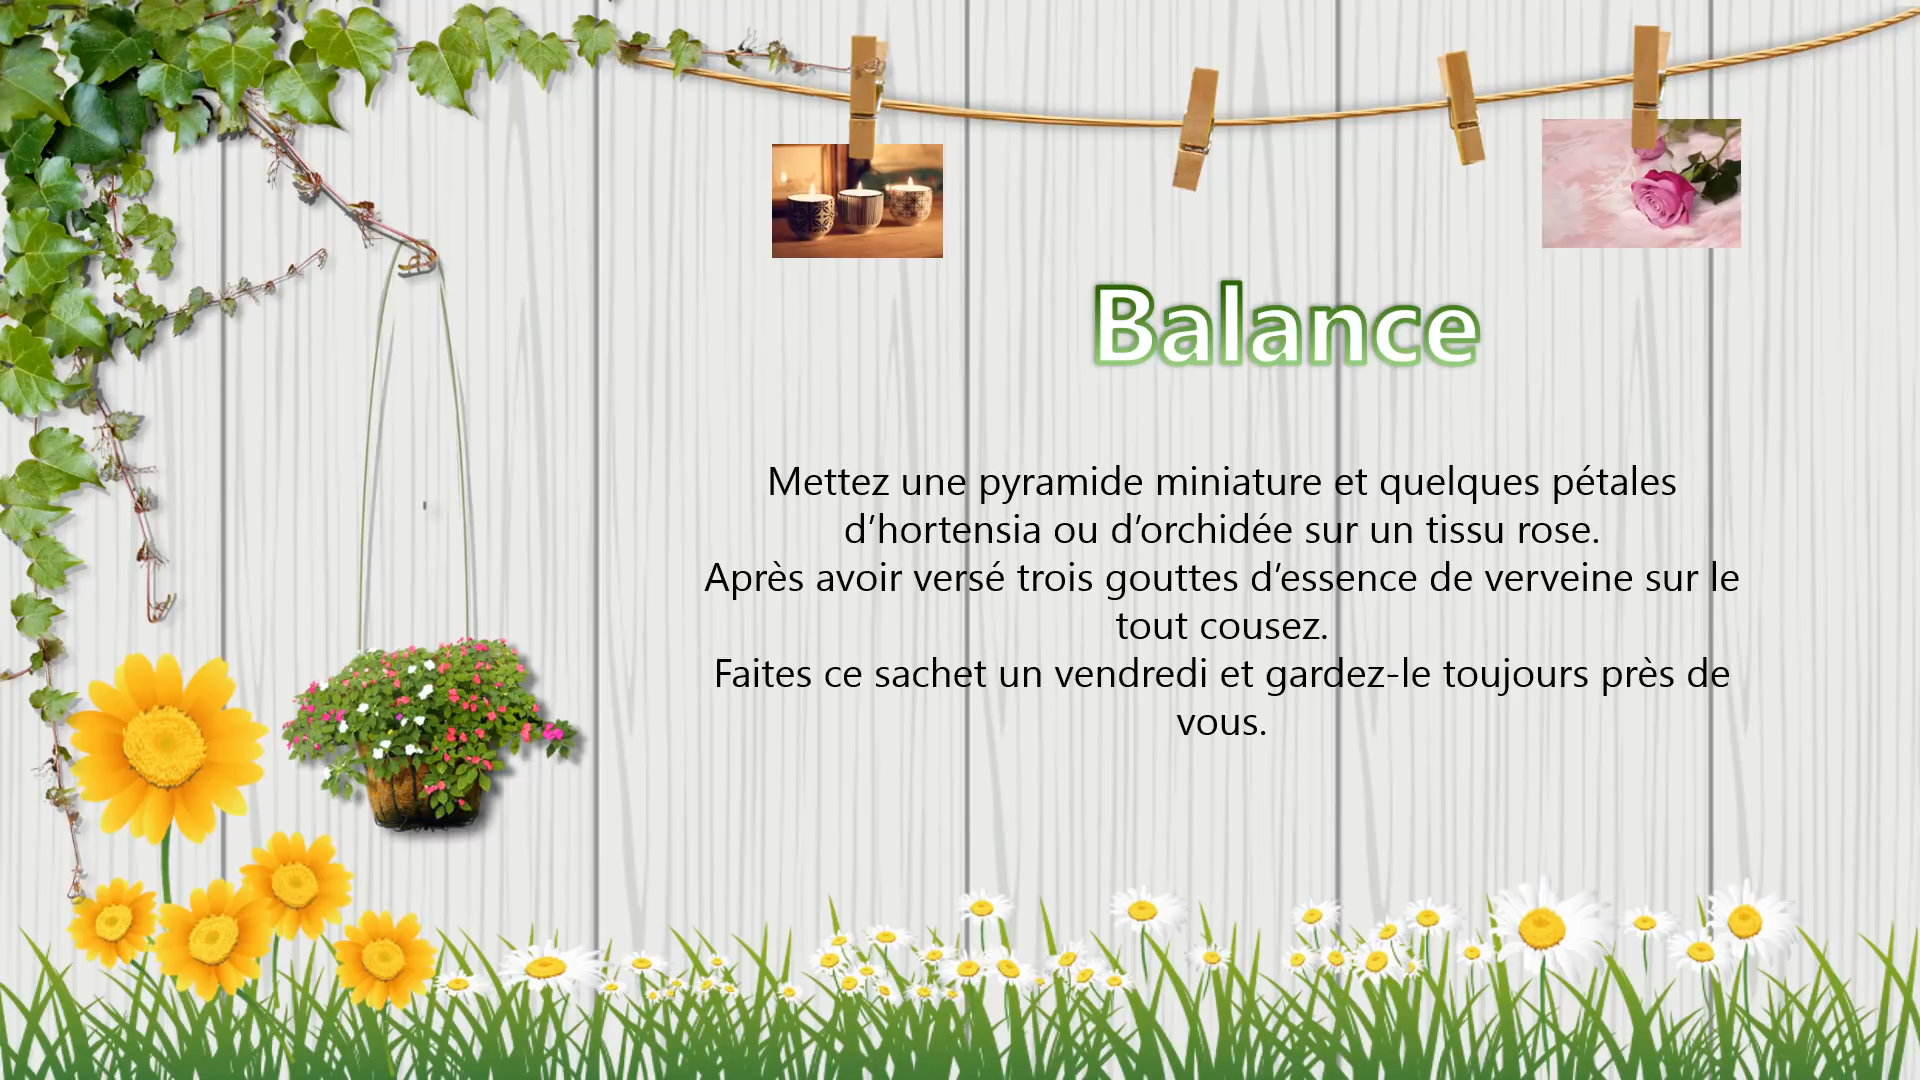 Balance
Mettez une pyramide miniature et quelques pétales
d’hortensia ou d’orchidée sur un tissu rose.
Après avoir versé trois gouttes d’essence de verveine sur le
tout cousez.
Faites ce sachet un vendredi et gardez-le toujours près de
vous.